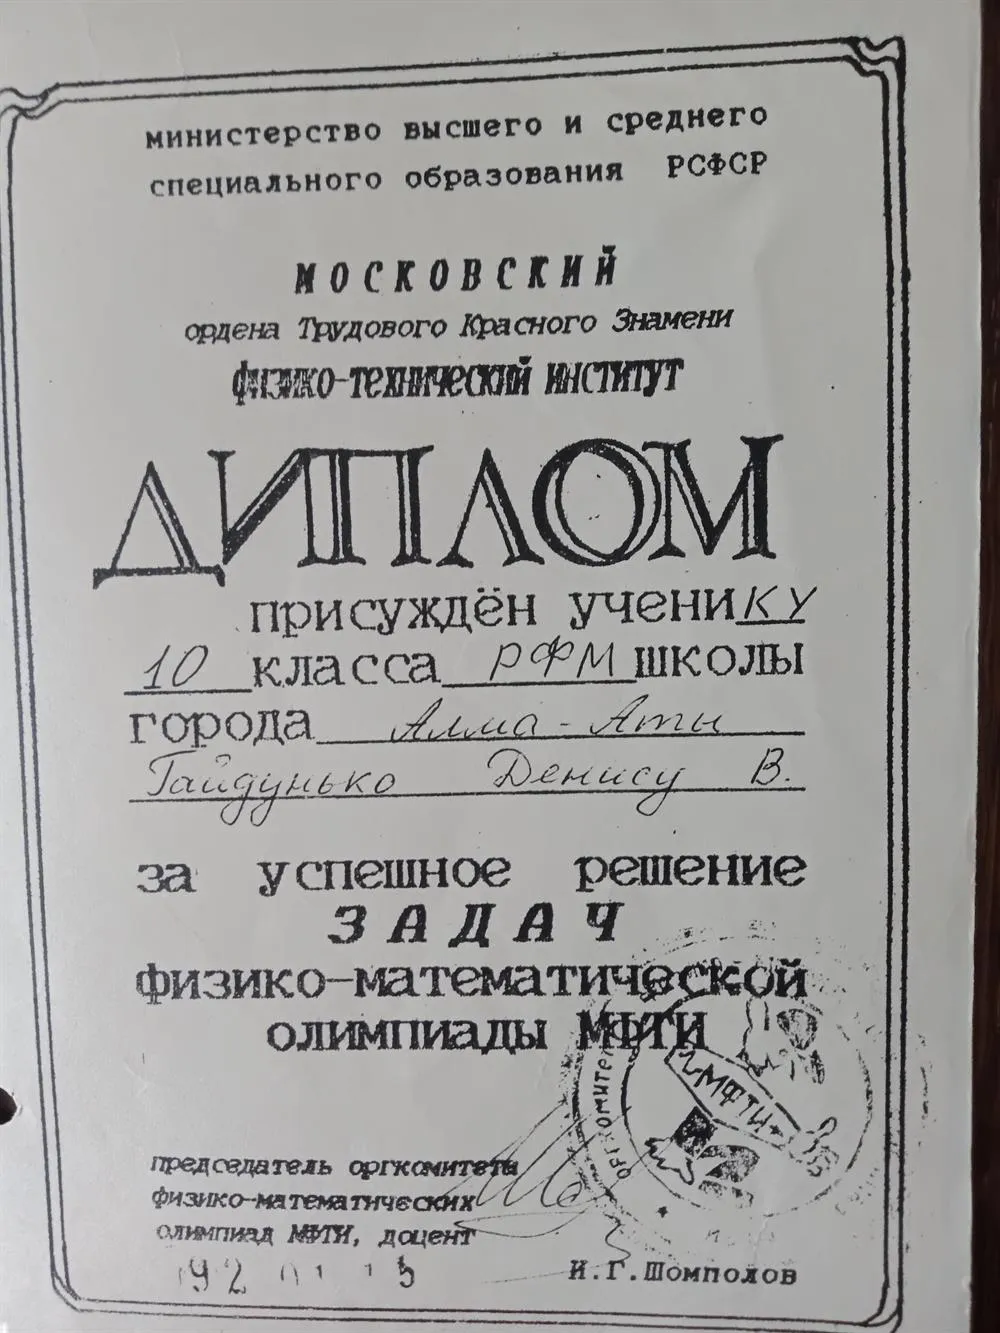 министерство высшего и среднего
специального образования РСФСР
МОСКОВСКИЙ
ордена Трудового Красного Знамени
ФИЗИКО-ТЕХНИЧЕСКИЙ ИНСТИТУТ
ДИПЛОМ
присуждён ученику
10 класса РФМ школы
города Алма-Аты
Гайдунько Денису В.
за успешное решение
ЗАДАЧ
физико-математической
олимпиады МФТИ
ОРГКОМИТЕТ
МФТИ
председатель оргкомитета
физико-математических
олимпиад МФТИ, доцент
И.Г.Шомполов